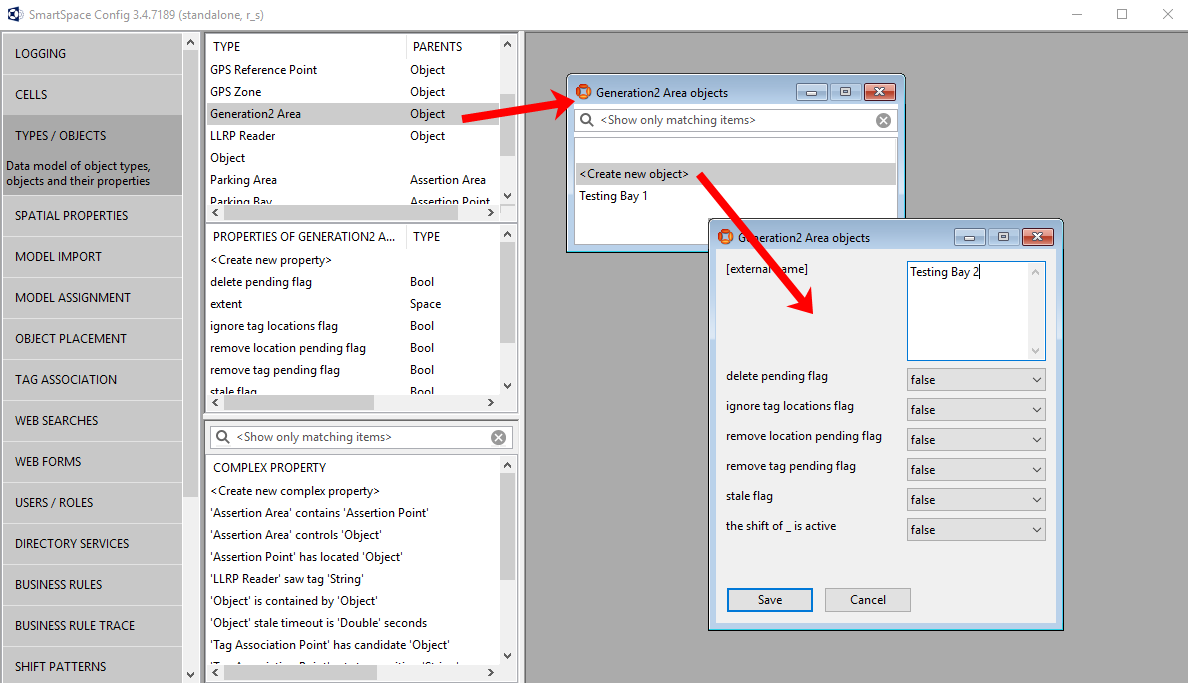 SmartSpace Config 3.4.7189 (standalone, r_s)
LOGGING
CELLS
TYPES / OBJECTS
Data model of object types,
objects and their properties
SPATIAL PROPERTIES
MODEL IMPORT
MODEL ASSIGNMENT
OBJECT PLACEMENT
TAG ASSOCIATION
WEB SEARCHES
WEB FORMS
USERS / ROLES
DIRECTORY SERVICES
BUSINESS RULES
BUSINESS RULE TRACE
SHIFT PATTERNS
TYPE PARENTS
GPS Reference Point Object
GPS Zone Object
Generation2 Area Object
LLRP Reader Object
Object
Parking Area Assertion Area
Parking Bay Assertion Point
PROPERTIES OF GENERATION2 A... TYPE
<Create new property>
delete pending flag Bool
extent Space
ignore tag locations flag Bool
remove location pending flag Bool
remove tag pending flag Bool
stale flag Bool
<Show only matching items>
COMPLEX PROPERTY
<Create new complex property>
'Assertion Area' contains 'Assertion Point'
'Assertion Area' controls 'Object'
'Assertion Point' has located 'Object'
'LLRP Reader' saw tag 'String'
'Object' is contained by 'Object'
'Object' stale timeout is 'Double' seconds
'Tag Association Point' has candidate 'Object'
Generation2 Area objects
<Show only matching items>
<Create new object>
Testing Bay 1
Generation2 Area objects
[external name]
Testing Bay 2
delete pending flag false
ignore tag locations flag false
remove location pending flag false
remove tag pending flag false
stale flag false
the shift of _ is active false
Save Cancel